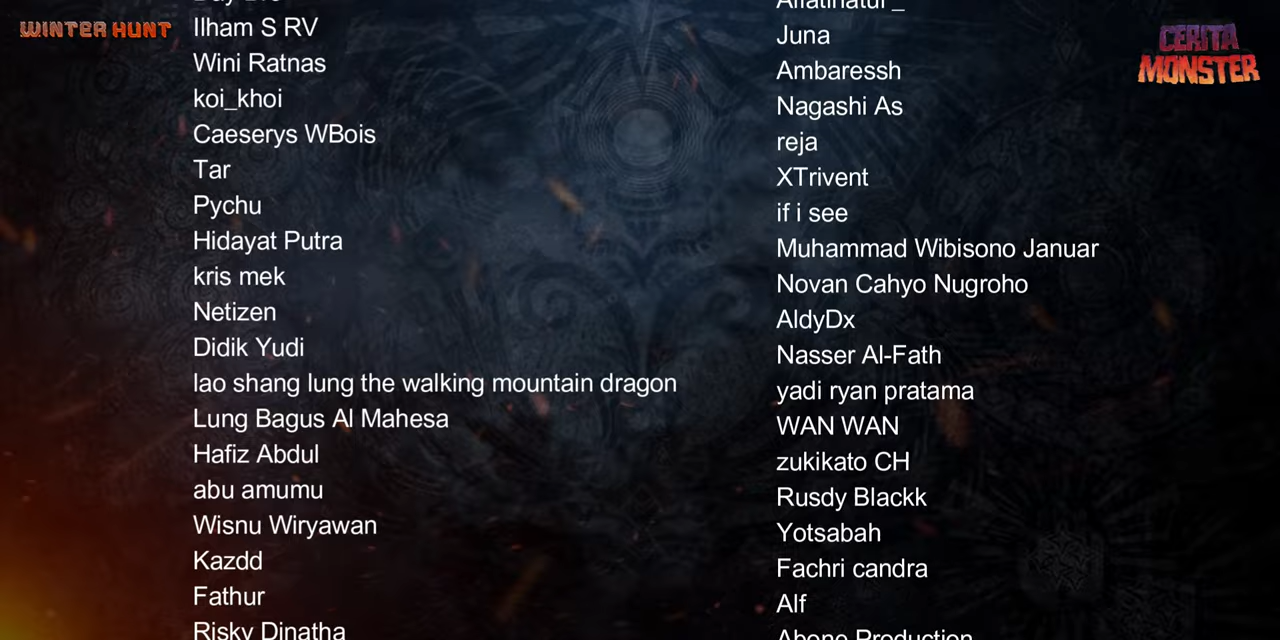 WINTER HUNT
CERITA
MONSTER
Ilham S RV
Wini Ratnas
koi_khoi
Caeserys WBois
Tar
Pychu
Hidayat Putra
kris mek
Netizen
Didik Yudi
lao shang lung the walking mountain dragon
Lung Bagus Al Mahesa
Hafiz Abdul
abu amumu
Wisnu Wiryawan
Kazdd
Fathur
Risky Dinatha
Juna
Ambaressh
Nagashi As
reja
XTrivent
if i see
Muhammad Wibisono Januar
Novan Cahyo Nugroho
AldyDx
Nasser Al-Fath
yadi ryan pratama
WAN WAN
zukikato CH
Rusdy Blackk
Yotsabah
Fachri candra
Alf
Abone Production